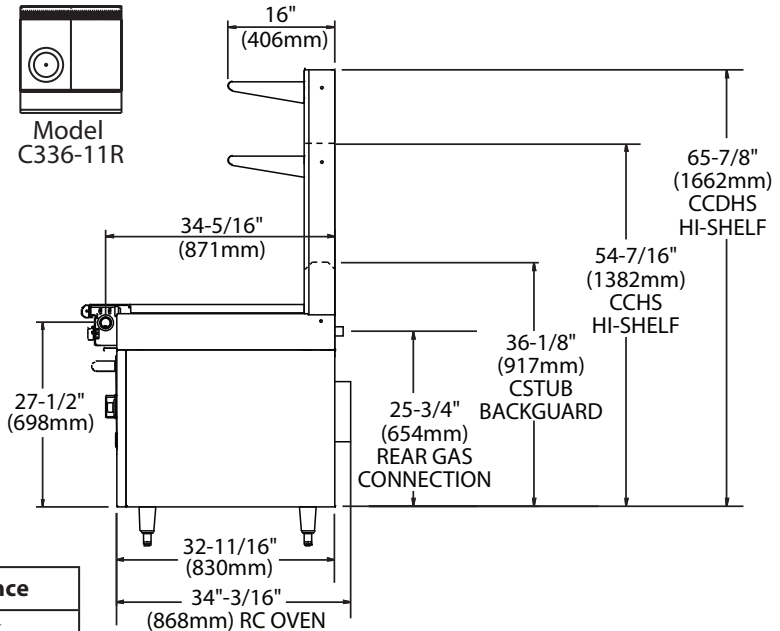 16"
(406mm)
Model
C336-11R
65-7/8"
(1662mm)
CCDHS
HI-SHELF
34-5/16"
(871mm)
54-7/16"
(1382mm)
CCHS
HI-SHELF
36-1/8"
(917mm)
CSTUB
BACKGUARD
27-1/2"
(698mm)
25-3/4"
(654mm)
REAR GAS
CONNECTION
32-11/16"
(830mm)
34"-3/16"
(868mm) RC OVEN